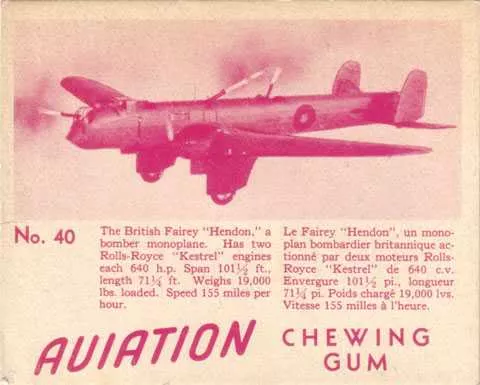 No. 40
The British Fairey "Hendon," a
bomber monoplane. Has two
Rolls-Royce "Kestrel" engines
each 640 h.p. Span 101½ ft.,
length 71¼ ft. Weighs 19,000
lbs. loaded. Speed 155 miles per
hour.
Le Fairey "Hendon", un mono-
plan bombardier britannique ac-
tionné par deux moteurs Rolls-
Royce "Kestrel" de 640 c.v.
Envergure 101½ pi., longueur
71¼ pi. Poids chargé 19,000 lvs.
Vitesse 155 milles à l'heure.
AVIATION CHEWING
GUM